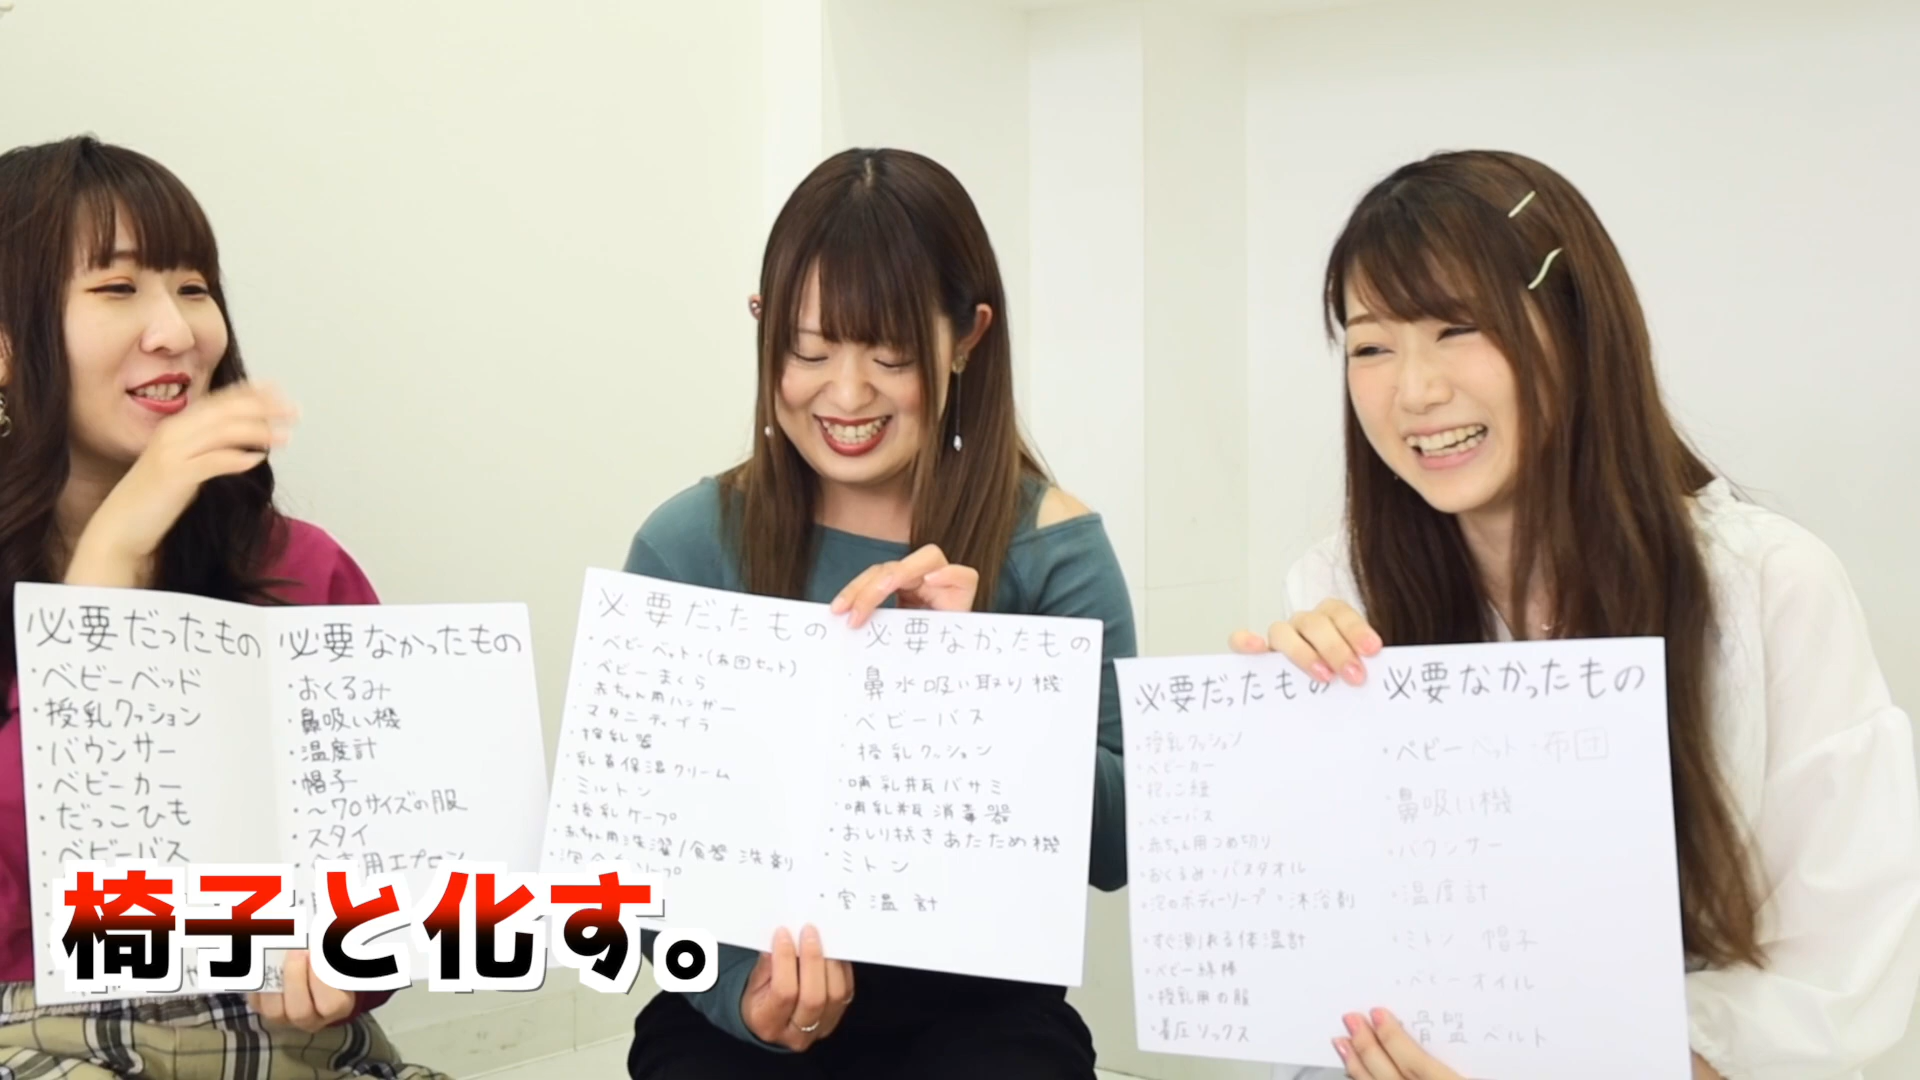 必要だったもの
・ベビーベッド
・授乳クッション
・バウンサー
・ベビーカー
・だっこひも
・ベビーバス
必要なかったもの
・おくるみ
・鼻吸い機
・温度計
・帽子
・〜70サイズの服
・スタイ
用エプロン
必要だったもの
・ベビーベット・(布団セット)
・ベビーまくら
・赤ちゃん用ハンガー
・マタニティブラ
・搾乳器
・乳首保湿クリーム
・ミルトン
・授乳ケープ
・赤ちゃん用洗濯/食器洗剤
必要なかったもの
・鼻水吸い取り機
・ベビーバス
・授乳クッション
・哺乳瓶バサミ
・哺乳瓶消毒器
・おしり拭きあたため機
・ミトン
・室温計
必要だったもの
・授乳クッション
・ベビーカー
・抱っこ紐
・ベビーバス
・赤ちゃん用つめ切り
・おくるみ・バスタオル
・泡のボディーソープ・沐浴剤
・すぐ測れる体温計
・ベビー綿棒
・授乳用の服
・着圧ソックス
必要なかったもの
・ベビーベット・布団
・鼻吸い機
・バウンサー
・温度計
・ミトン 帽子
・ベビーオイル
骨盤ベルト
椅子と化す。